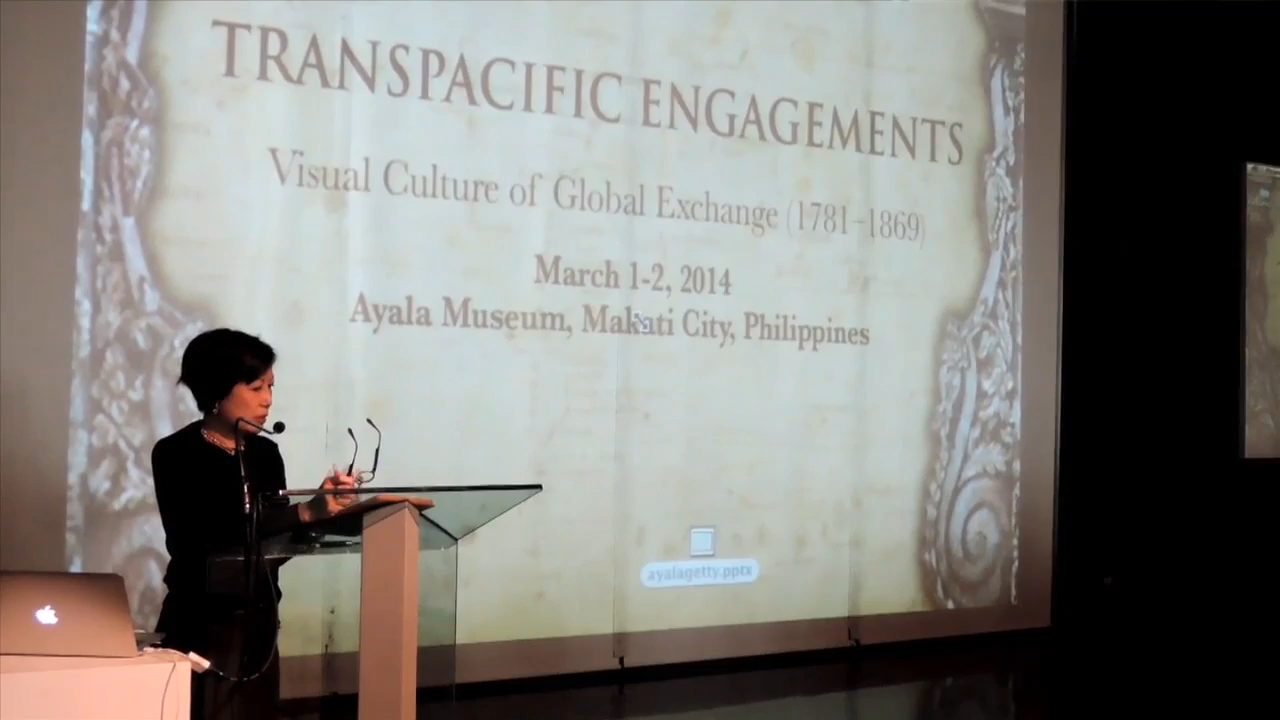 TRANSPACIFIC ENGAGEMENTS
Visual Culture of Global Exchange (1781–1869)
March 1-2, 2014
Ayala Museum, Makati City, Philippines
ayalagetty.pptx